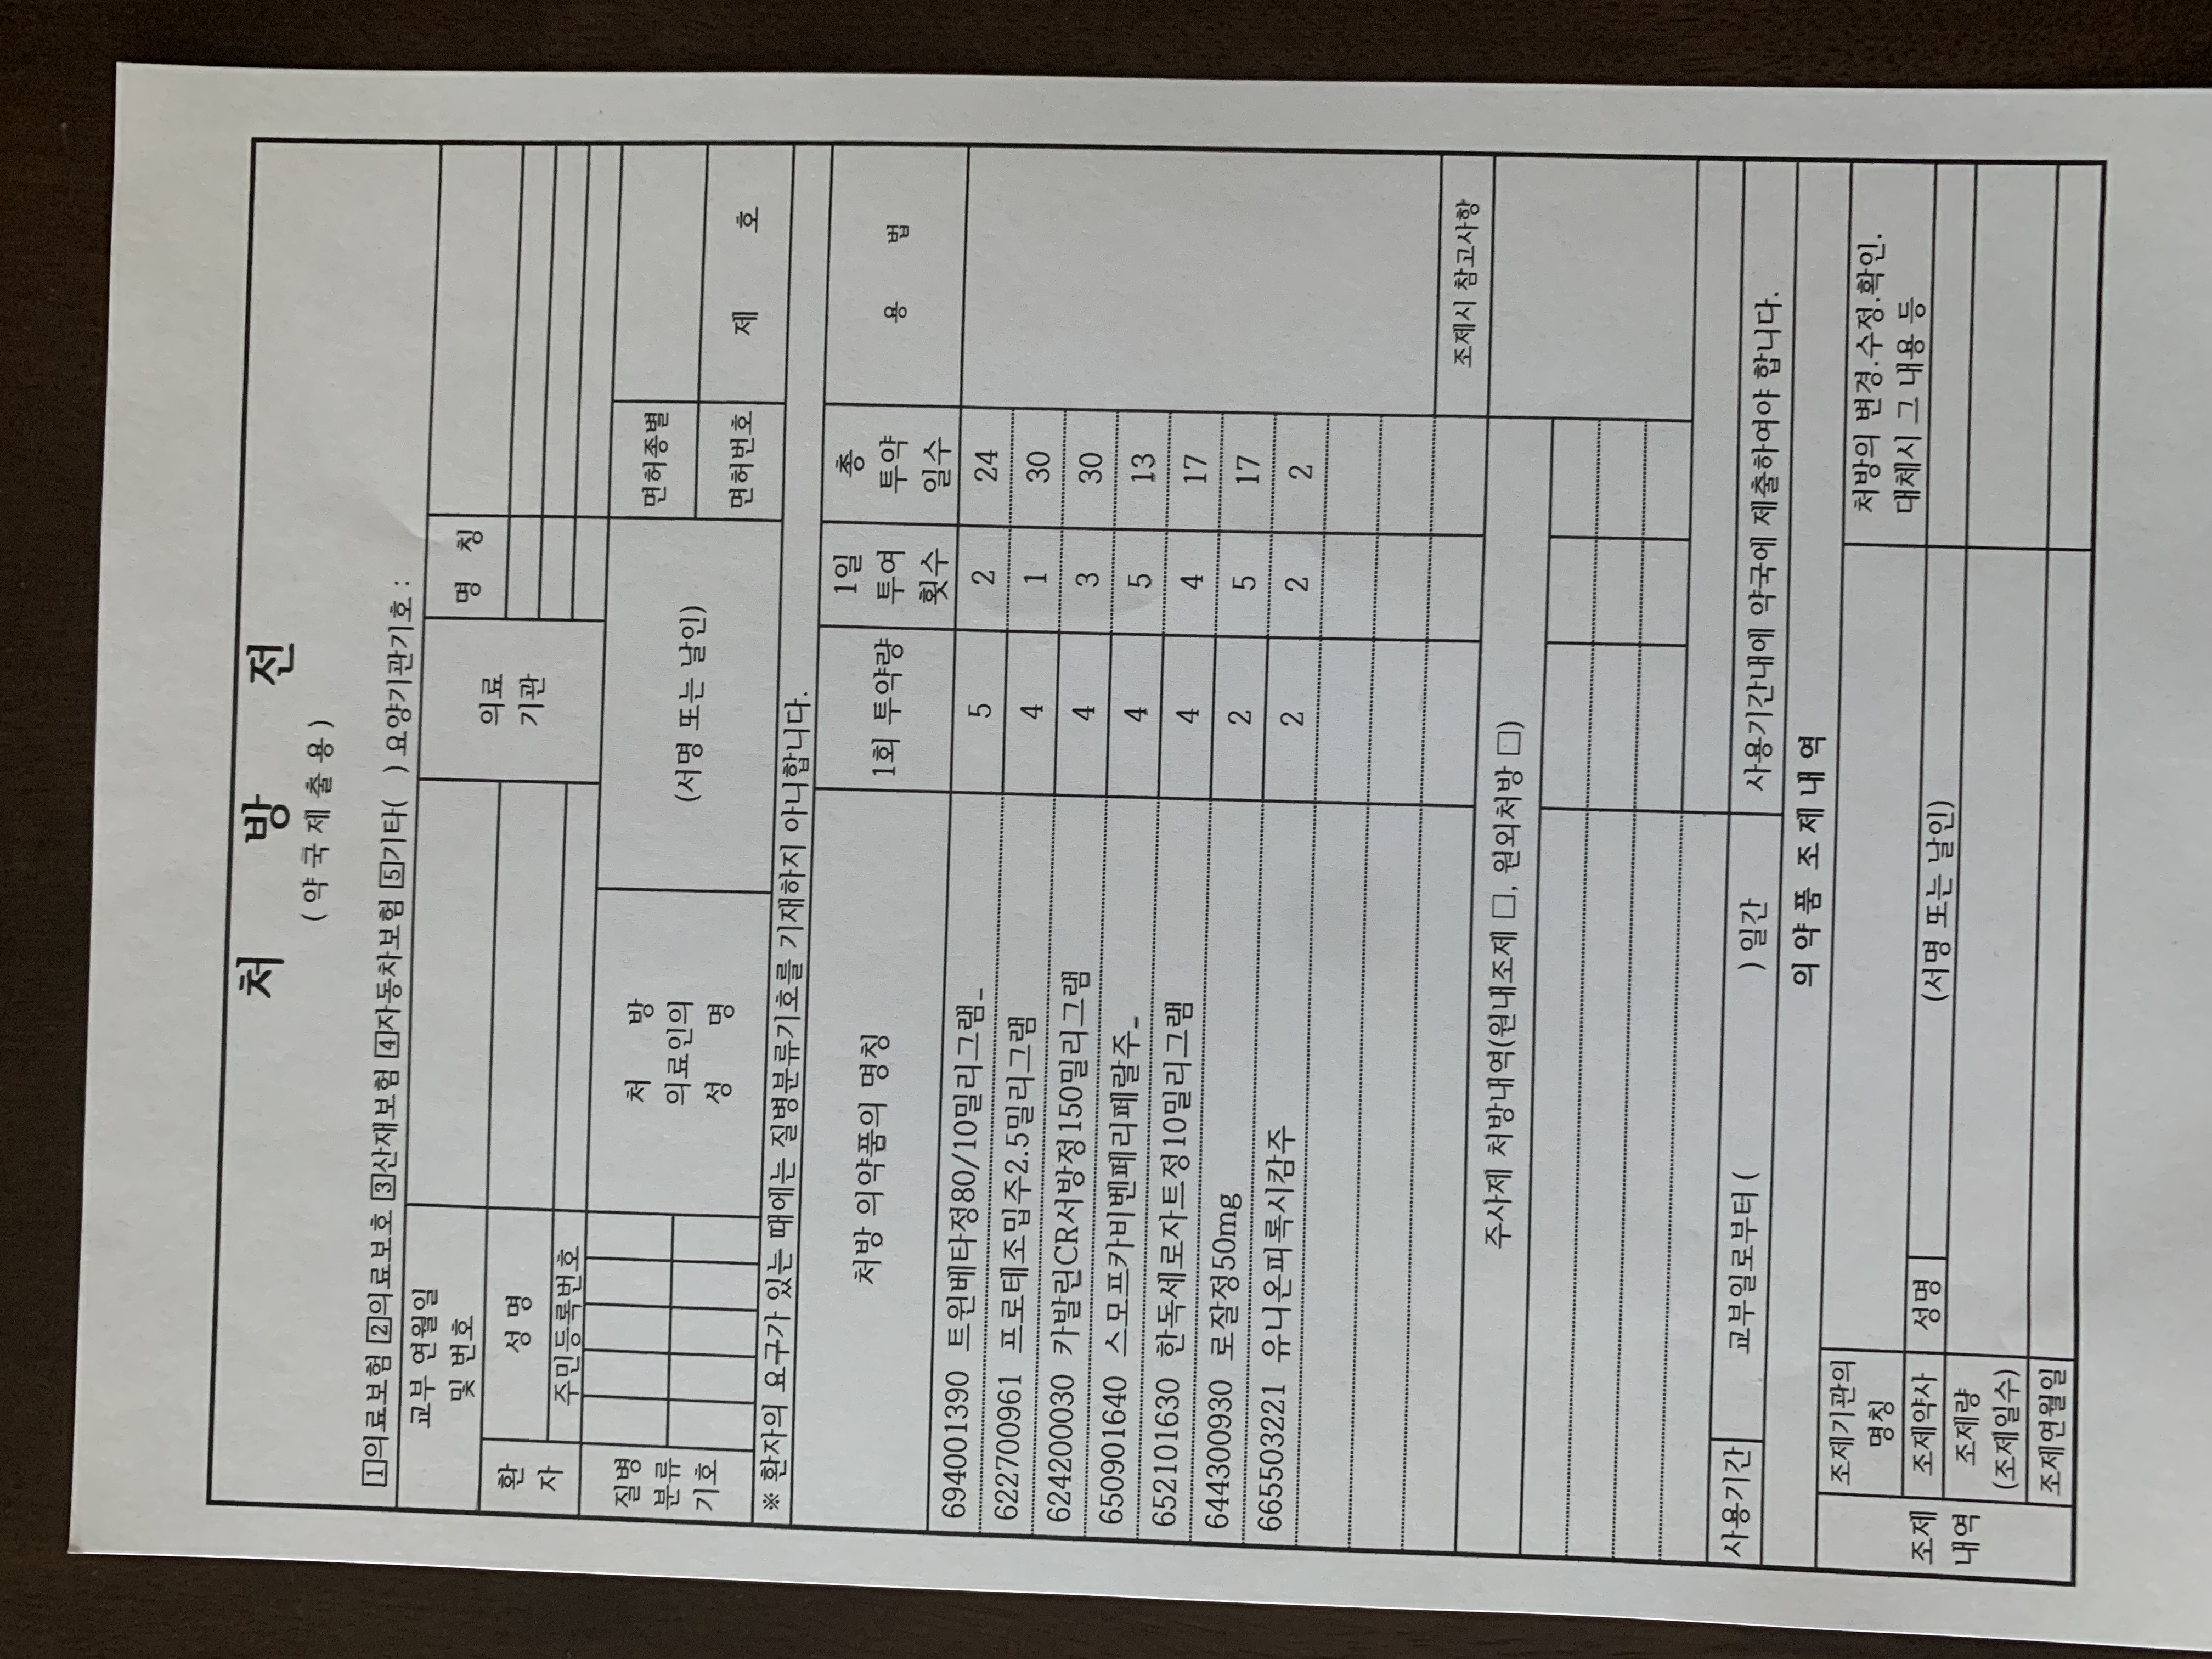 처 방 전
(약국제출용)
1의료보험 2의료보호 3산재보험 4자동차보험 5기타( ) 요양기관기호 :
교부 연월일
및 번호
의료
기관
명 칭
환
자
성 명
주민등록번호
질병
분류
기호
처 방
의료인의
성 명
(서명 또는 날인)
면허종별
면허번호
제 호
※ 환자의 요구가 있는 때에는 질병분류기호를 기재하지 아니합니다.
처방 의약품의 명칭
1회 투약량
1일
투여
횟수
총
투약
일수
용 법
694001390 트윈베타정80/10밀리그램_ 5 2 24
622700961 프로테조밉주2.5밀리그램 4 1 30
624200030 카발린CR서방정150밀리그램 4 3 30
650901640 스모프카비벤페리페랄주_ 4 5 13
652101630 한독세로자트정10밀리그램 4 4 17
644300930 로잘정50mg 2 5 17
665503221 유니온피록시캄주 2 2 2
조제시 참고사항
주사제 처방내역(원내조제 □, 원외처방 □)
사용기간
교부일로부터 ( ) 일간
사용기간내에 약국에 제출하여야 합니다.
의약품 조제내역
조제
내역
조제기관의
명칭
처방의 변경.수정.확인.
대체시 그 내용 등
조제약사
성명
(서명 또는 날인)
조제량
(조제일수)
조제연월일